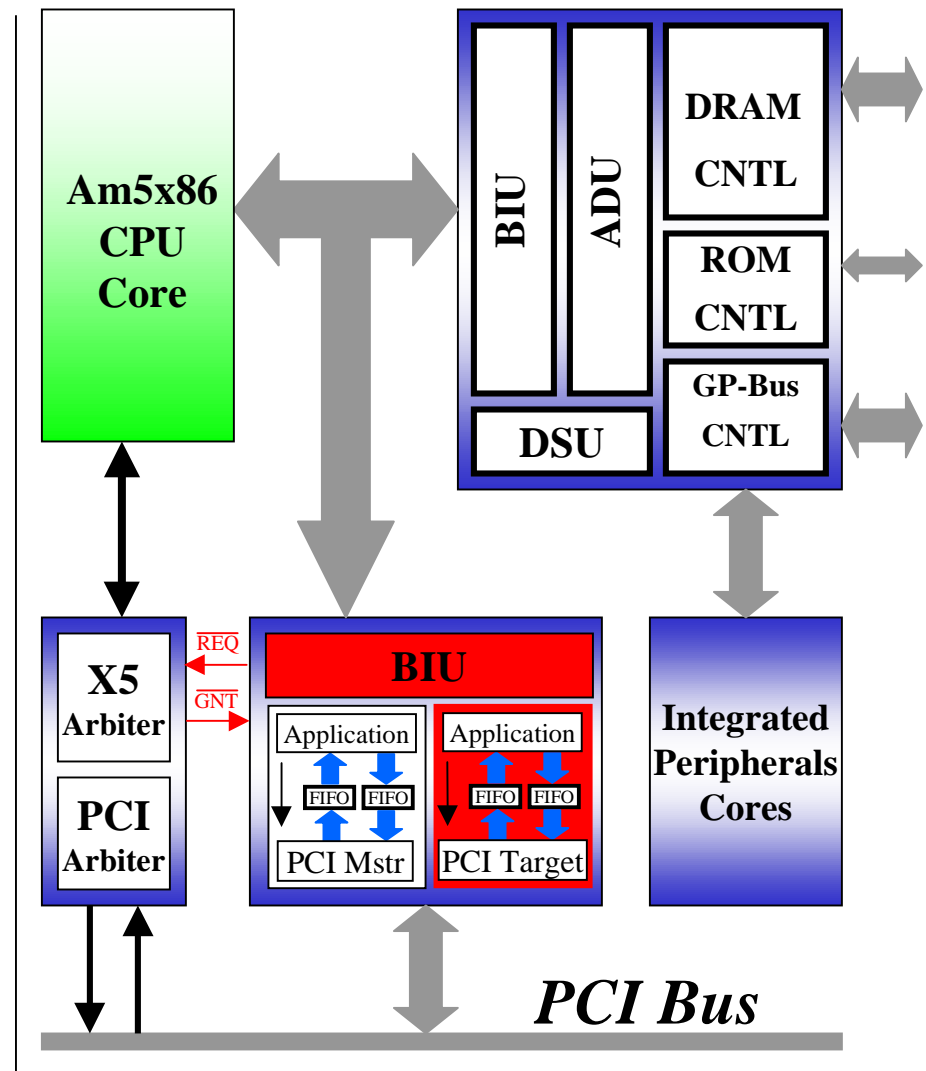 Am5x86
CPU
Core
BIU
ADU
DSU
DRAM
CNTL
ROM
CNTL
GP-Bus
CNTL
X5
Arbiter
PCI
Arbiter
REQ
GNT
BIU
Application
FIFO FIFO
PCI Mstr
Application
FIFO FIFO
PCI Target
Integrated
Peripherals
Cores
PCI Bus